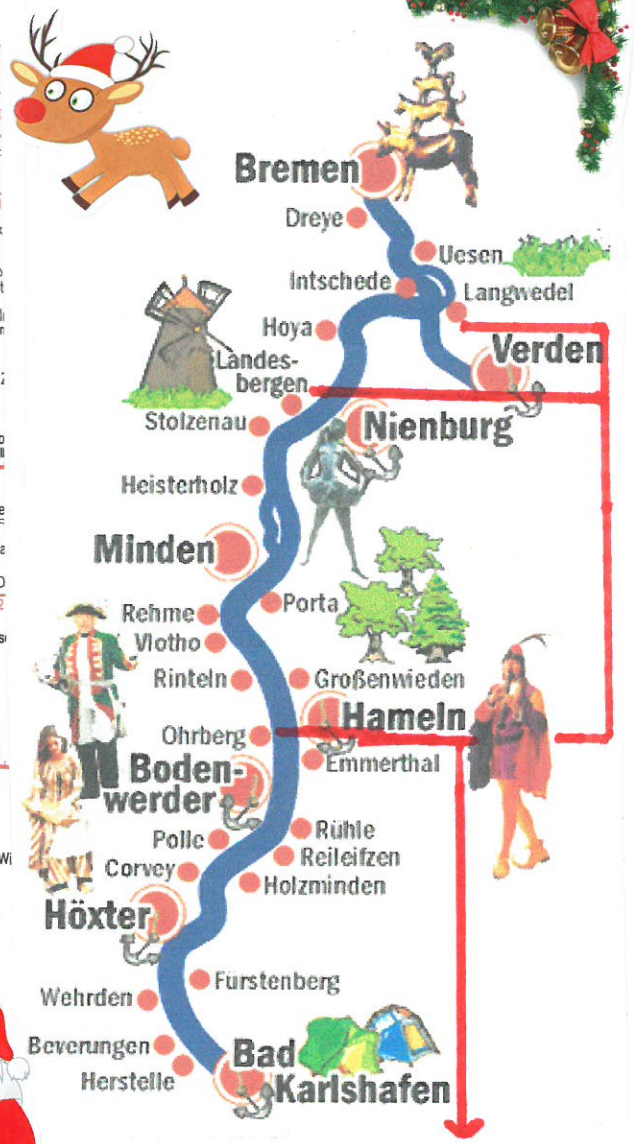 Bremen
Dreye
Uesen
Intschede
Langwedel
Hoya
Verden
Landes-
bergen
Stolzenau
Nienburg
Heisterholz
Minden
Porta
Rehme
Vlotho
Rinteln
Großenwieden
Hameln
Ohrberg
Emmerthal
Boden-
werder
Rühle
Polle
Reileifzen
Corvey
Holzminden
Höxter
Fürstenberg
Wehrden
Beverungen
Bad
Karlshafen
Herstelle